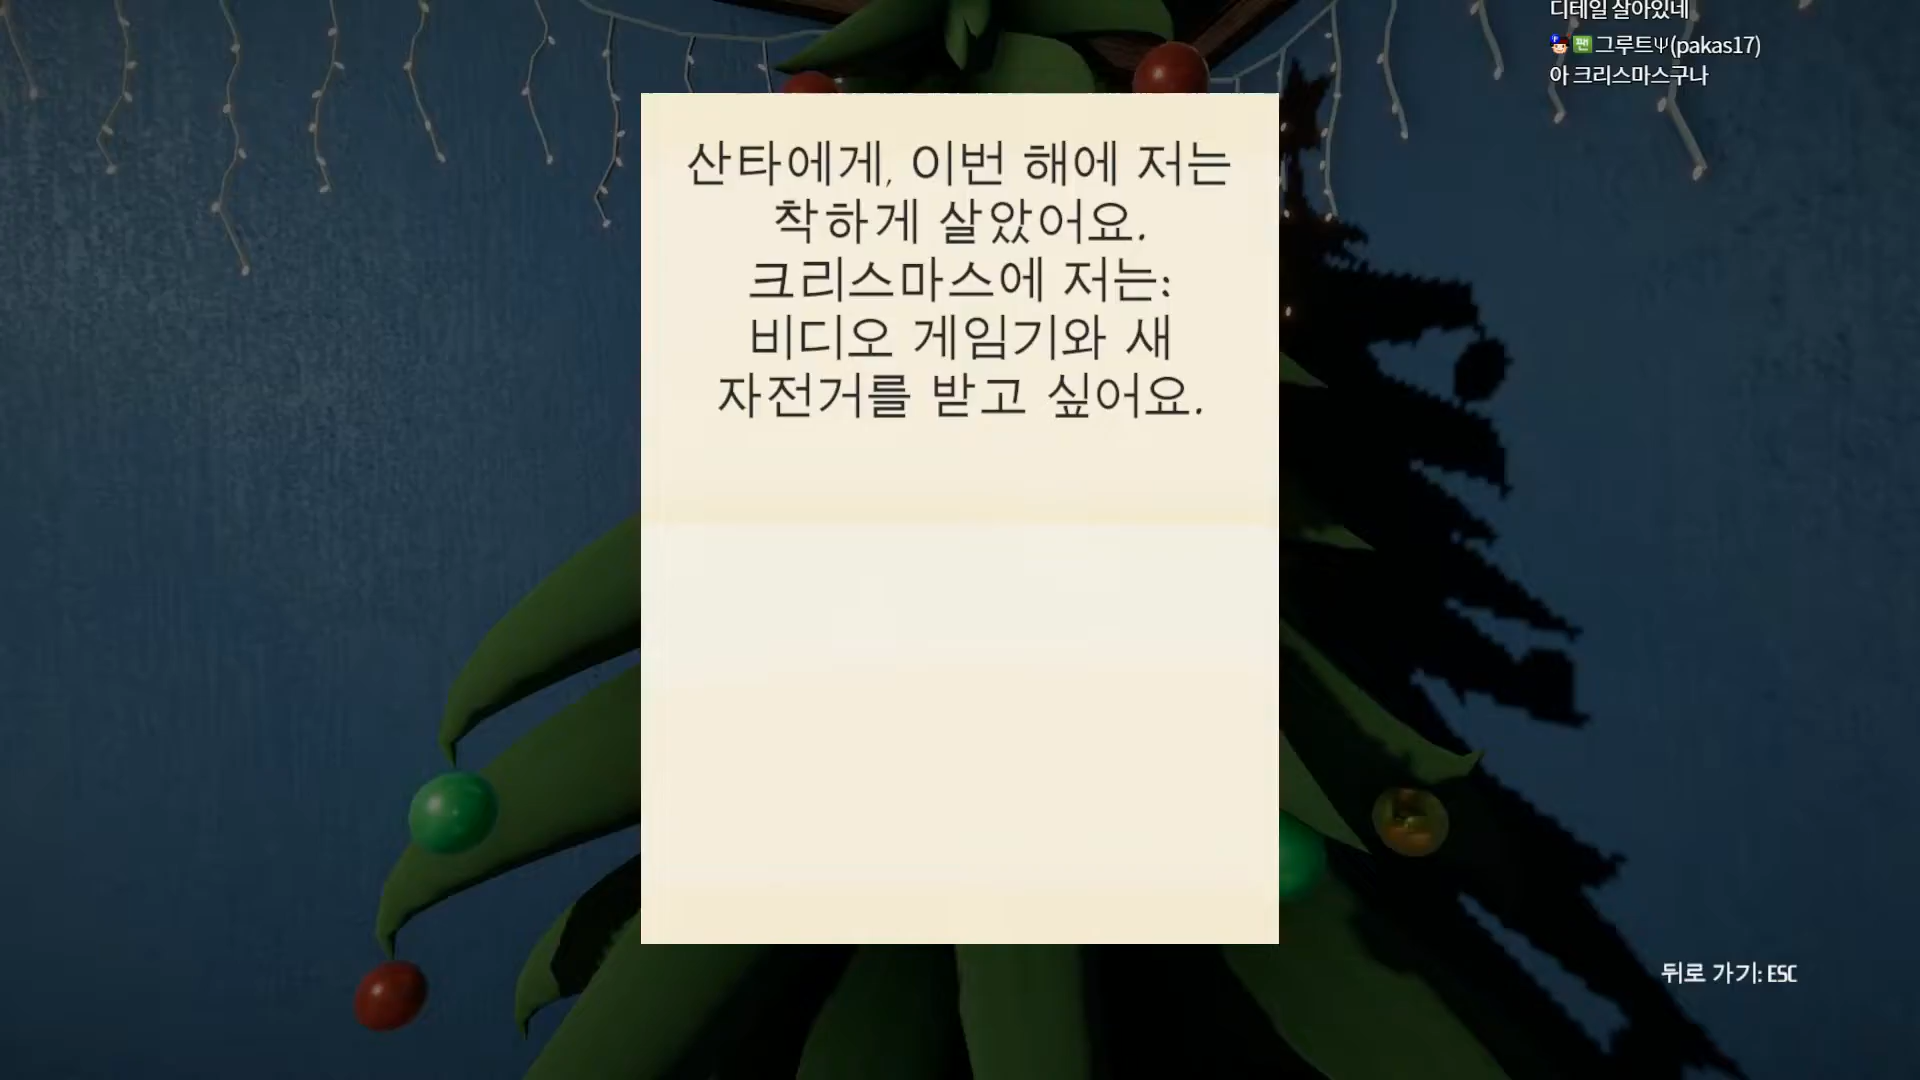 디테일 살아있네
그루트Ψ(pakas17)
아 크리스마스구나
산타에게, 이번 해에 저는
착하게 살았어요.
크리스마스에 저는:
비디오 게임기와 새
자전거를 받고 싶어요.
뒤로 가기: ESC